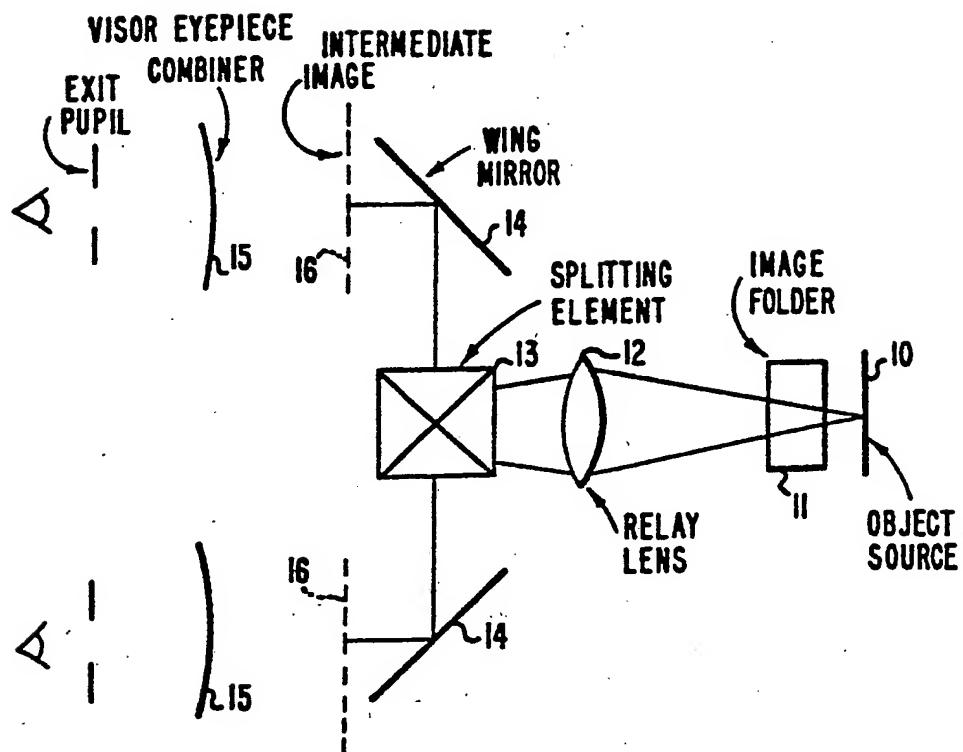 VISOR EYEPIECE
COMBINER
EXIT
PUPIL
INTERMEDIATE
IMAGE
WING
MIRROR
14
15
16
SPLITTING
ELEMENT
13
12
IMAGE
FOLDER
10
11
RELAY
LENS
OBJECT
SOURCE
16
14
15